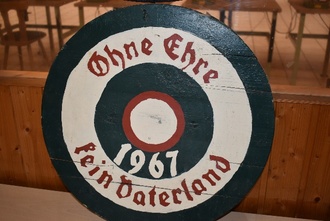 Ohne Ehre
1967
kein Vaterland